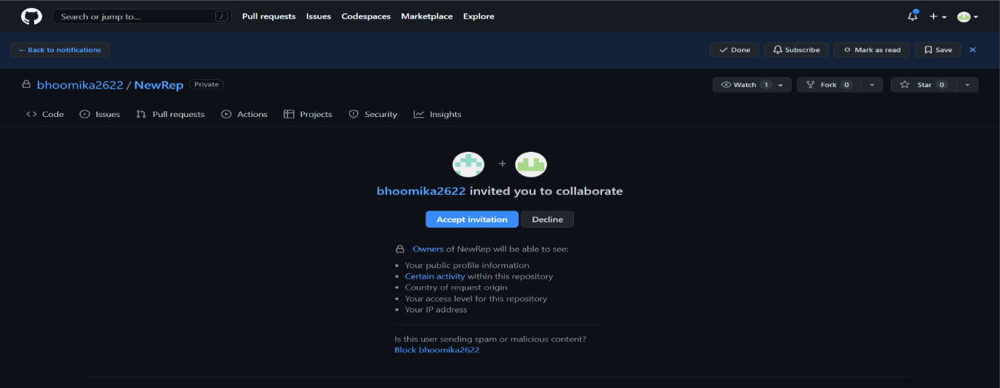 Search or jump to... / Pull requests Issues Codespaces Marketplace Explore
← Back to notifications Done Subscribe Mark as read Save
bhoomika2622 / NewRep Private Watch 1 Fork 0 Star 0
Code Issues Pull requests Actions Projects Security Insights
+
bhoomika2622 invited you to collaborate
Accept invitation Decline
Owners of NewRep will be able to see:
• Your public profile information
• Certain activity within this repository
• Country of request origin
• Your access level for this repository
• Your IP address
Is this user sending spam or malicious content?
Block bhoomika2622